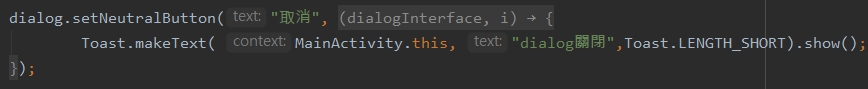 dialog.setNeutralButton( text: "取消", (dialogInterface, i) → {
Toast.makeText( context: MainActivity.this, text: "dialog關閉",Toast.LENGTH_SHORT).show();
});